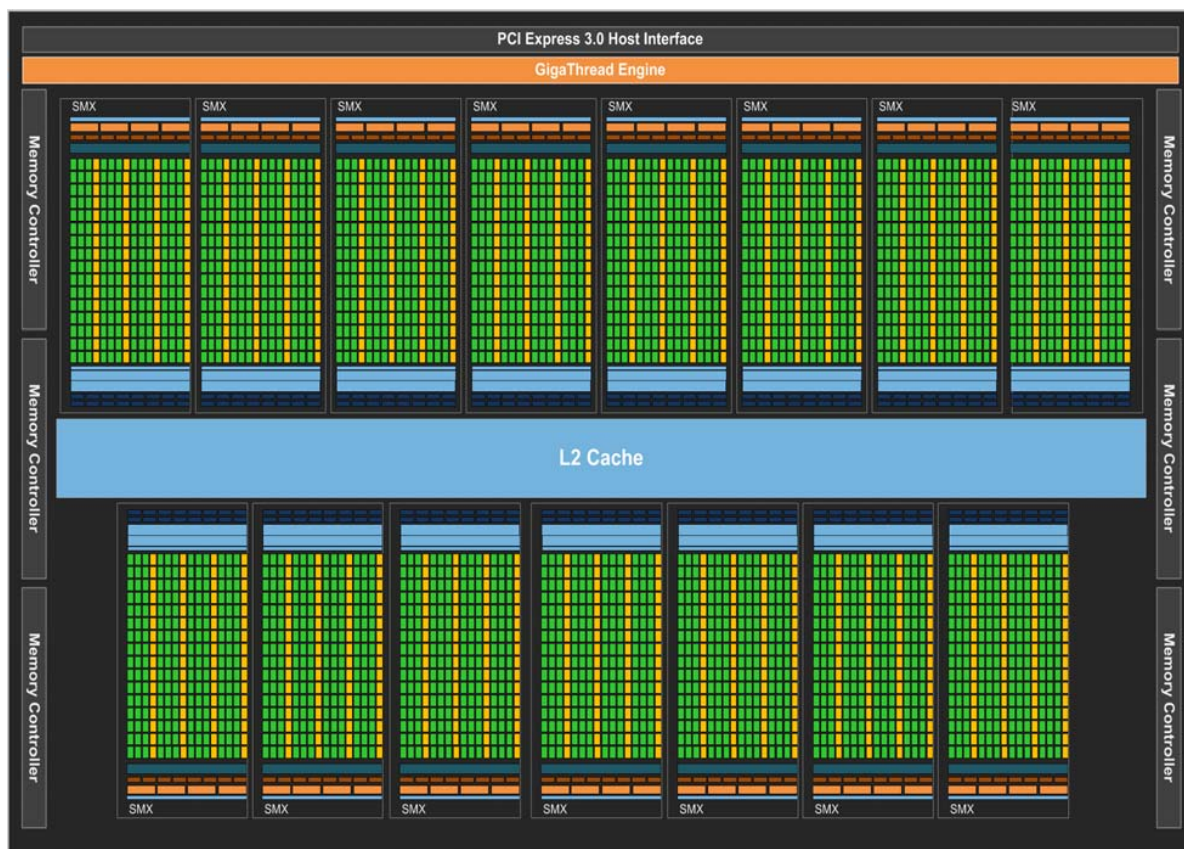 PCI Express 3.0 Host Interface
GigaThread Engine
SMX
SMX
SMX
SMX
SMX
SMX
SMX
SMX
Memory Controller
Memory Controller
Memory Controller
Memory Controller
L2 Cache
Memory Controller
Memory Controller
SMX
SMX
SMX
SMX
SMX
SMX
SMX